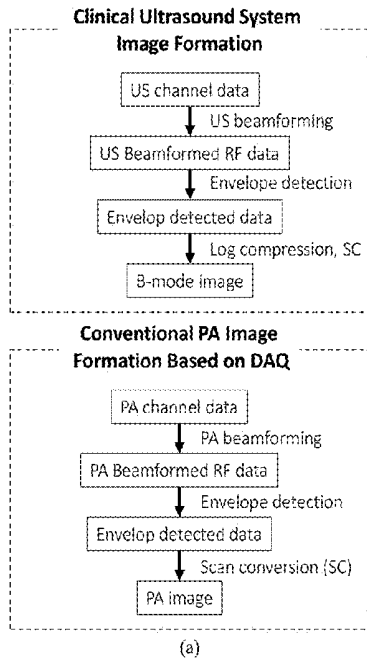 Clinical Ultrasound System
Image Formation
US channel data
US beamforming
US Beamformed RF data
Envelope detection
Envelop detected data
Log compression, SC
B-mode image
Conventional PA Image
Formation Based on DAQ
PA channel data
PA beamforming
PA Beamformed RF data
Envelope detection
Envelop detected data
Scan conversion (SC)
PA image
(a)